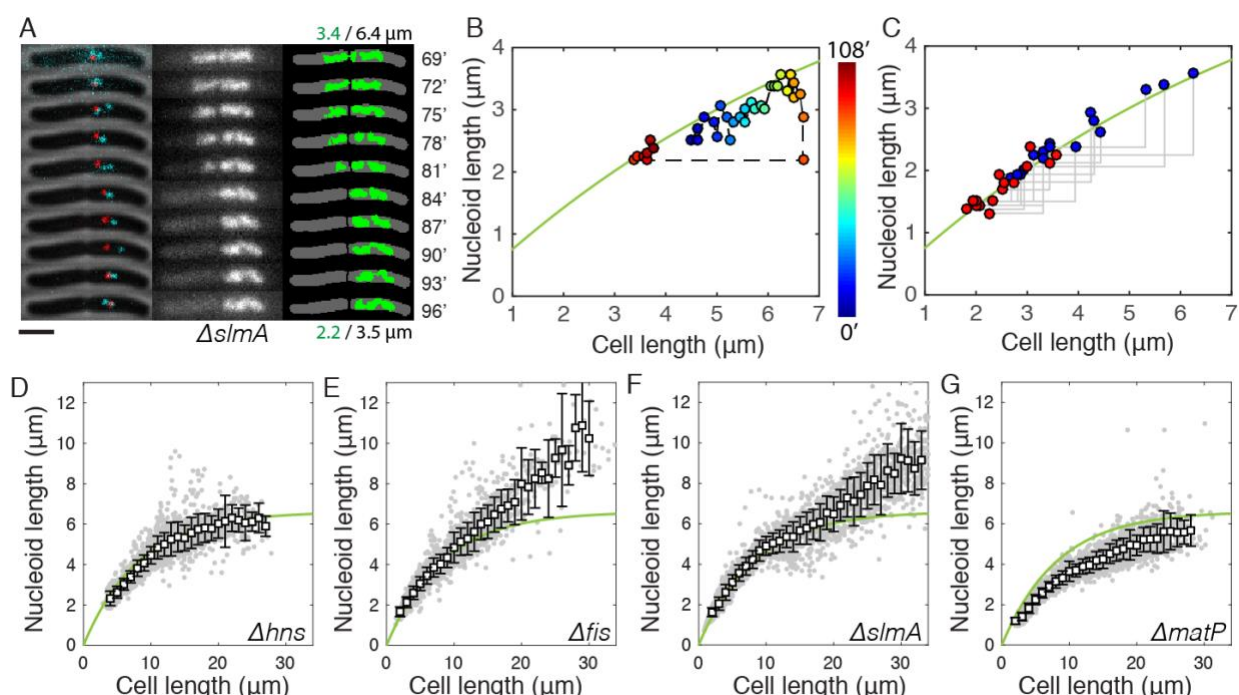 A
3.4 / 6.4 μm
69'
72'
75'
78'
81'
84'
87'
90'
93'
96'
ΔslmA
2.2 / 3.5 μm
B
Nucleoid length (μm)
4
3
2
1
0
1 2 3 4 5 6 7
Cell length (μm)
108'
0'
C
Nucleoid length (μm)
4
3
2
1
0
1 2 3 4 5 6 7
Cell length (μm)
D
Nucleoid length (μm)
12
10
8
6
4
2
0
0 10 20 30
Cell length (μm)
Δhns
E
Nucleoid length (μm)
12
10
8
6
4
2
0 10 20 30
Cell length (μm)
Δfis
F
Nucleoid length (μm)
12
10
8
6
4
2
0 10 20 30
Cell length (μm)
ΔslmA
G
Nucleoid length (μm)
12
10
8
6
4
2
0 10 20 30
Cell length (μm)
ΔmatP